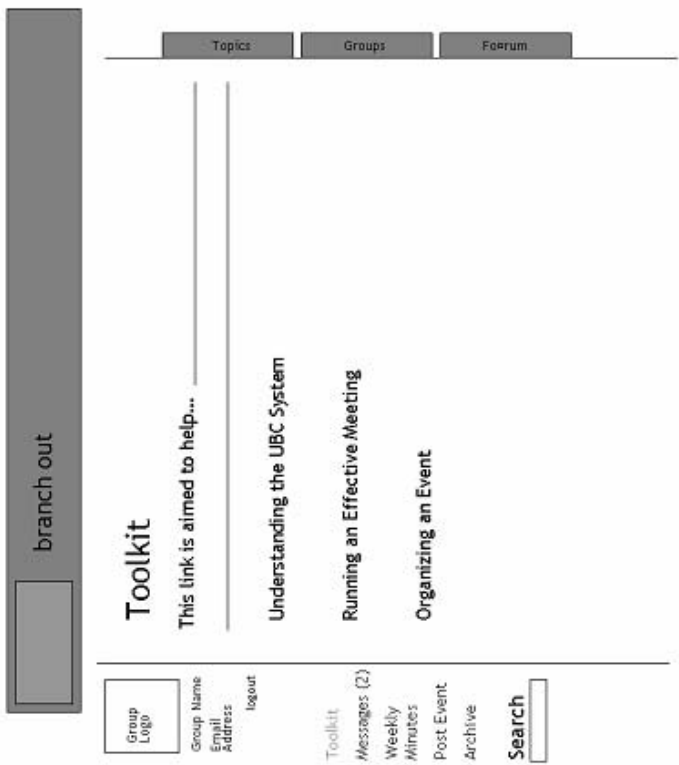 branch out
Group
Logo
Group Name
Email
Address
logout
Toolkit
Messages (2)
Weekly
Minutes
Post Event
Archive
Search
Toolkit
This link is aimed to help...
Understanding the UBC System
Running an Effective Meeting
Organizing an Event
Topics
Groups
Fo¤rum